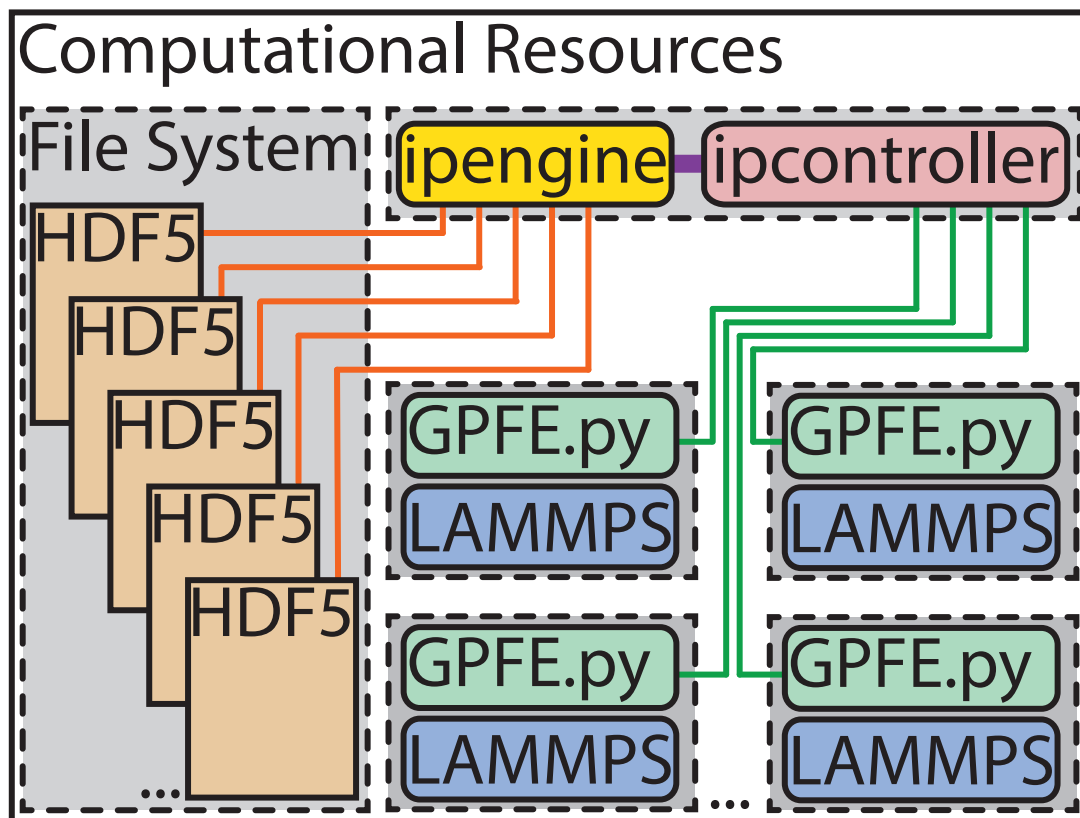 Computational Resources
File System
ipengine
ipcontroller
HDF5
HDF5
HDF5
HDF5
HDF5
...
GPFE.py
LAMMPS
GPFE.py
LAMMPS
GPFE.py
LAMMPS
GPFE.py
LAMMPS
...